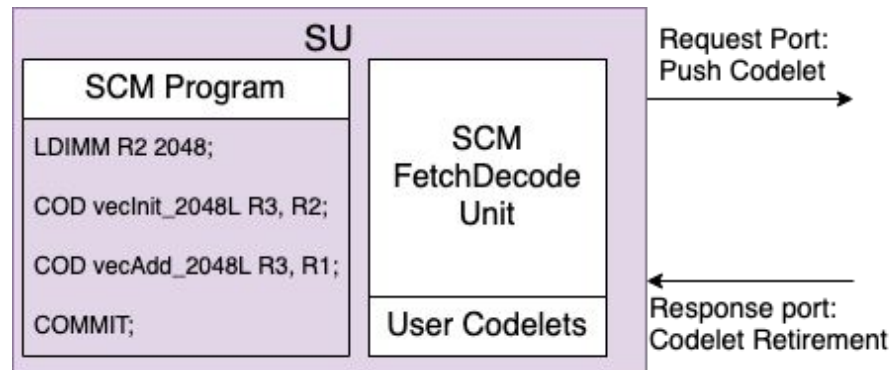 SU
SCM Program
LDIMM R2 2048;
COD vecInit_2048L R3, R2;
COD vecAdd_2048L R3, R1;
COMMIT;
SCM
FetchDecode
Unit
User Codelets
Request Port:
Push Codelet
Response port:
Codelet Retirement